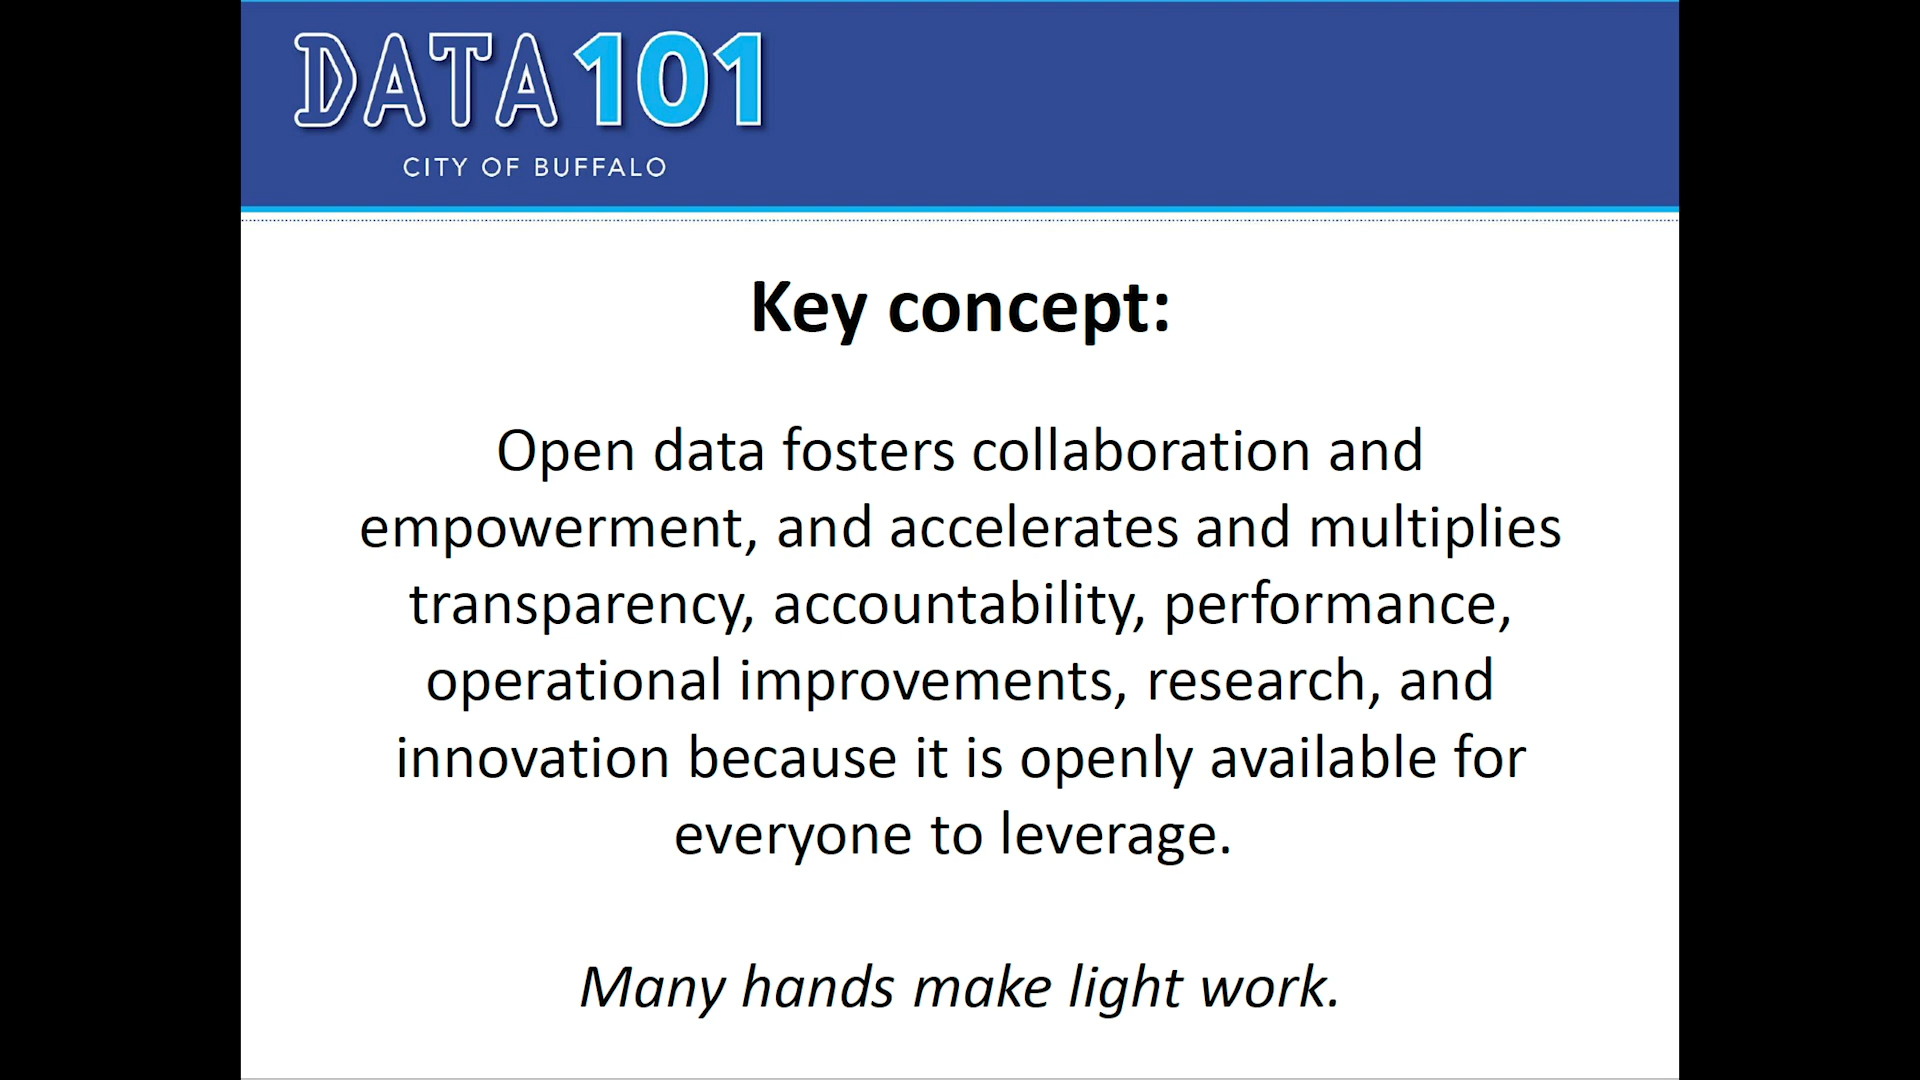 DATA 101
CITY OF BUFFALO
Key concept:
Open data fosters collaboration and
empowerment, and accelerates and multiplies
transparency, accountability, performance,
operational improvements, research, and
innovation because it is openly available for
everyone to leverage.
Many hands make light work.